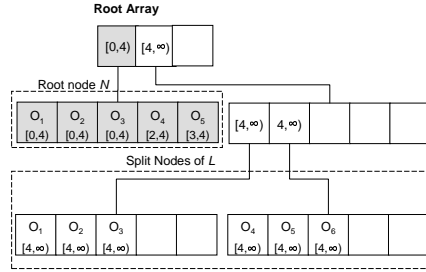 Root Array
[0,4) [4,∞)
Root node N
O1 O2 O3 O4 O5
[0,4) [0,4) [0,4) [2,4) [3,4)
[4,∞) 4,∞)
Split Nodes of L
O1 O2 O3
[4,∞) [4,∞) [4,∞)
O4 O5 O6
[4,∞) [4,∞) [4,∞)